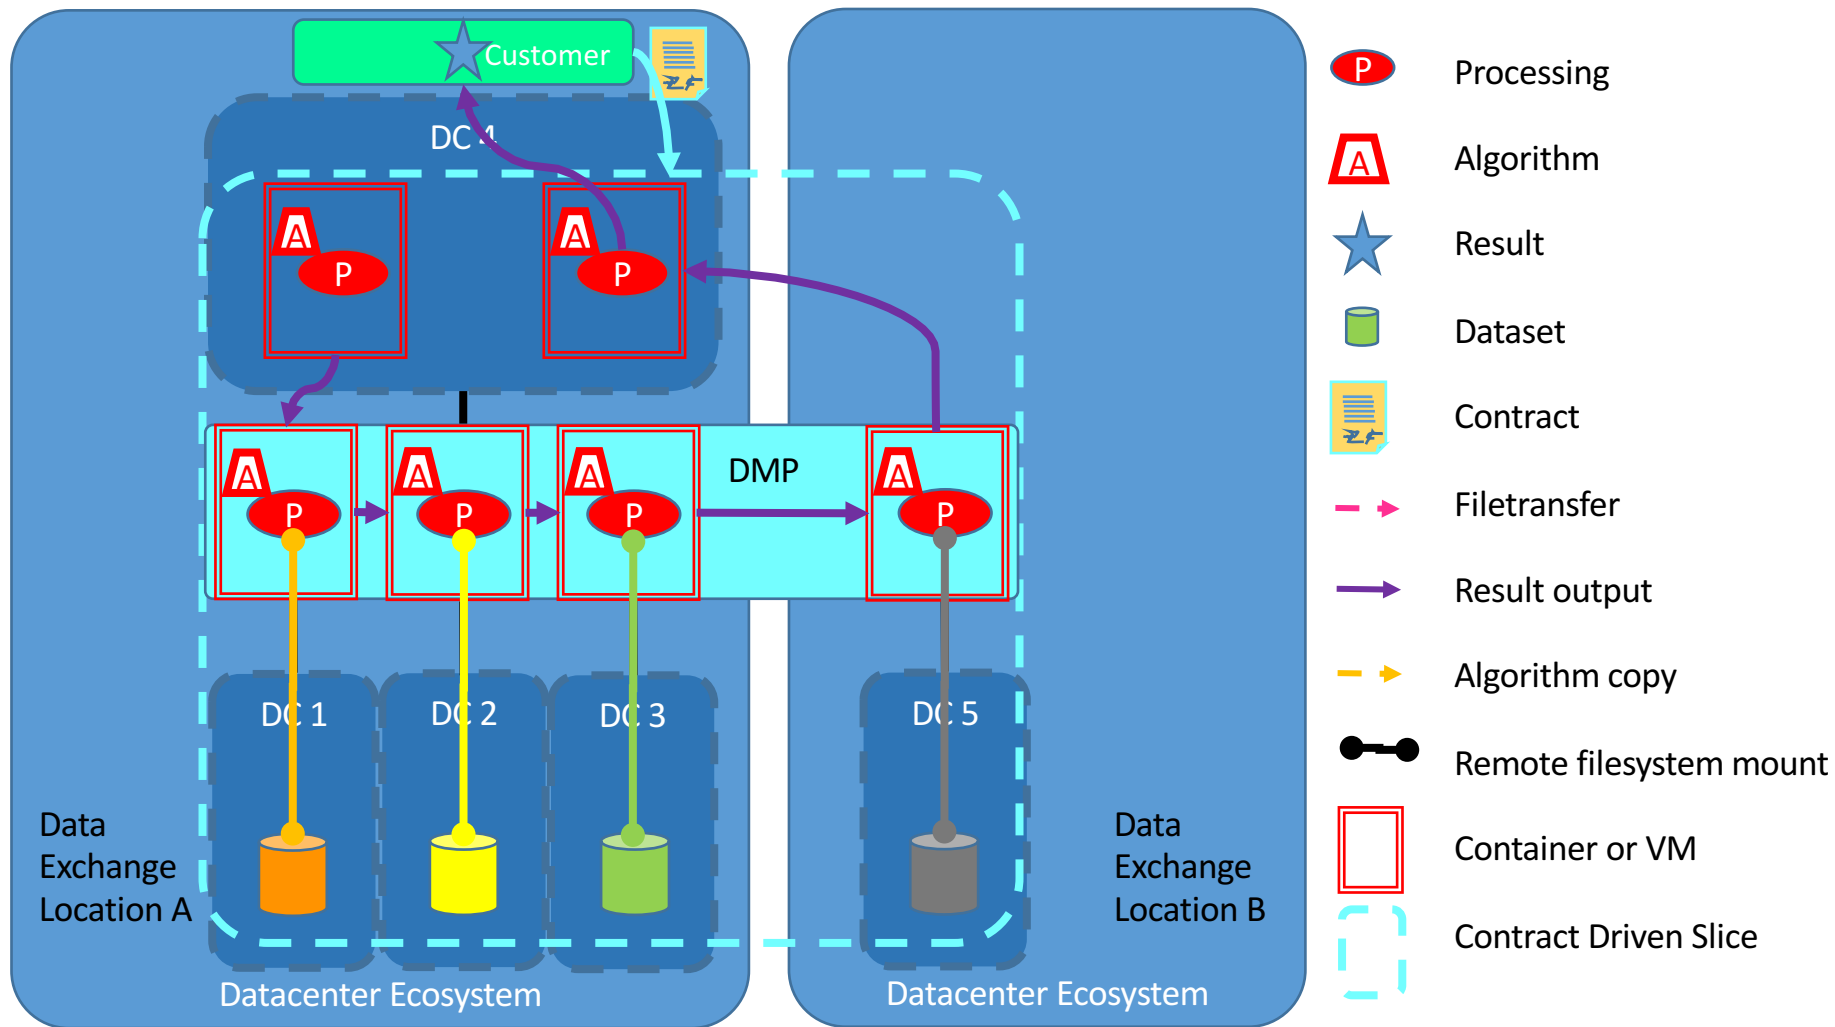 Customer
DC 4
A
P
A
P
DMP
A
P
A
P
A
P
A
P
DC 1
DC 2
DC 3
DC 5
Data
Exchange
Location A
Data
Exchange
Location B
Datacenter Ecosystem
Datacenter Ecosystem
P
Processing
A
Algorithm
Result
Dataset
Contract
Filetransfer
Result output
Algorithm copy
Remote filesystem mount
Container or VM
Contract Driven Slice